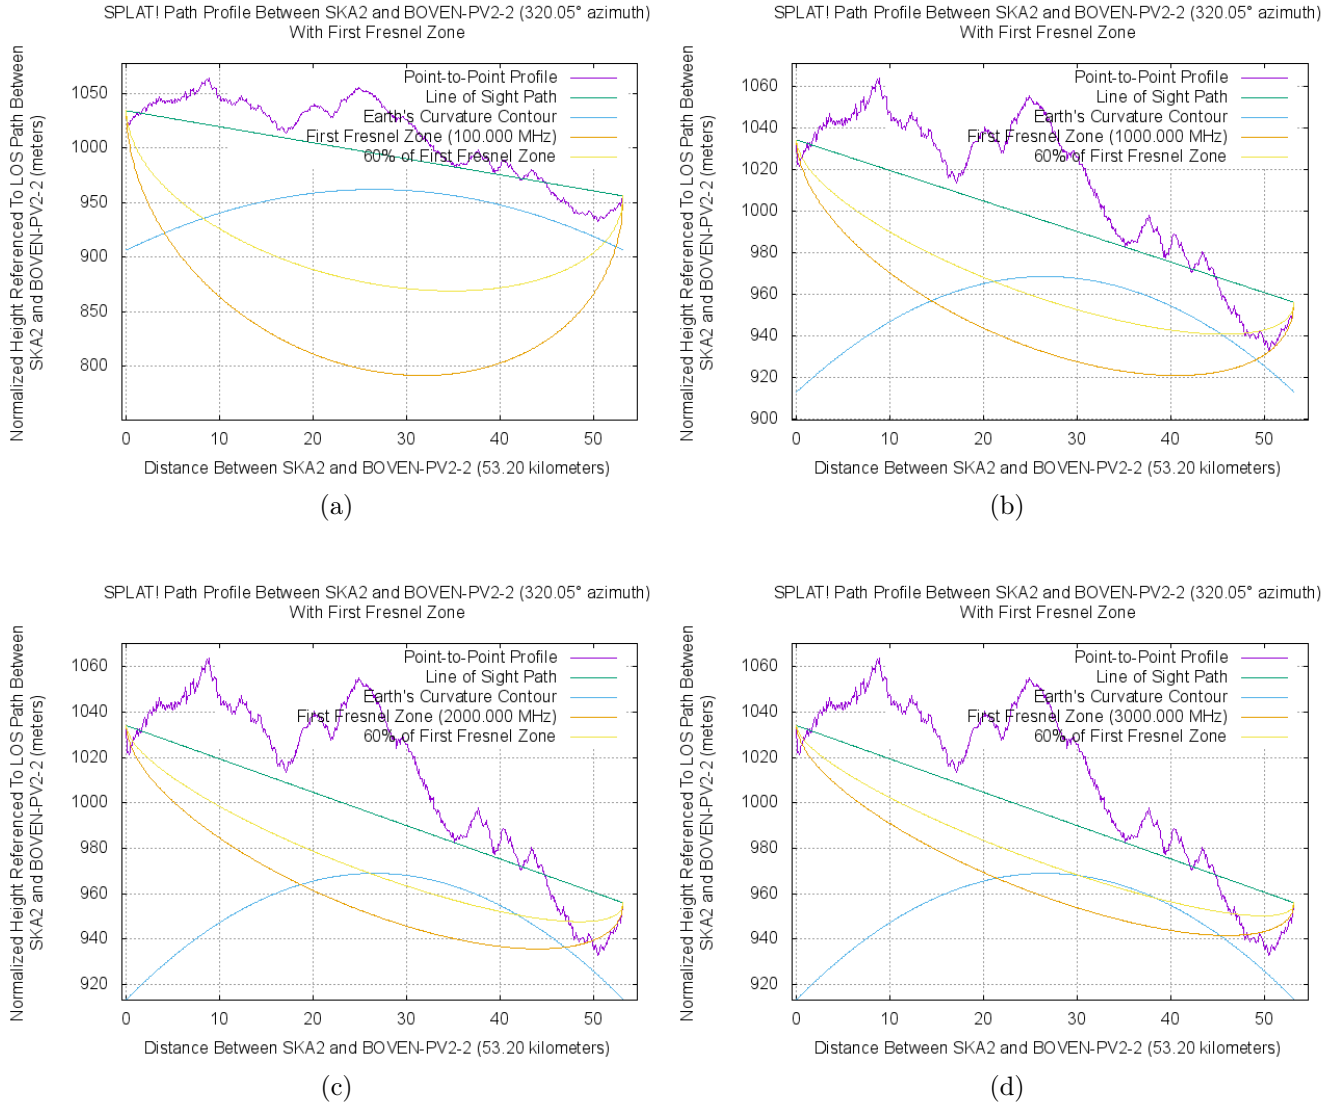 SPLAT! Path Profile Between SKA2 and BOVEN-PV2-2 (320.05° azimuth)
With First Fresnel Zone
Normalized Height Referenced To LOS Path Between
SKA2 and BOVEN-PV2-2 (meters)
1050
1000
950
900
850
800
Point-to-Point Profile
Line of Sight Path
Earth's Curvature Contour
First Fresnel Zone (100.000 MHz)
60% of First Fresnel Zone
0 10 20 30 40 50
Distance Between SKA2 and BOVEN-PV2-2 (53.20 kilometers)
(a)
SPLAT! Path Profile Between SKA2 and BOVEN-PV2-2 (320.05° azimuth)
With First Fresnel Zone
Normalized Height Referenced To LOS Path Between
SKA2 and BOVEN-PV2-2 (meters)
1060
1040
1020
1000
980
960
940
920
900
Point-to-Point Profile
Line of Sight Path
Earth's Curvature Contour
First Fresnel Zone (1000.000 MHz)
60% of First Fresnel Zone
0 10 20 30 40 50
Distance Between SKA2 and BOVEN-PV2-2 (53.20 kilometers)
(b)
SPLAT! Path Profile Between SKA2 and BOVEN-PV2-2 (320.05° azimuth)
With First Fresnel Zone
Normalized Height Referenced To LOS Path Between
SKA2 and BOVEN-PV2-2 (meters)
1060
1040
1020
1000
980
960
940
920
Point-to-Point Profile
Line of Sight Path
Earth's Curvature Contour
First Fresnel Zone (2000.000 MHz)
60% of First Fresnel Zone
0 10 20 30 40 50
Distance Between SKA2 and BOVEN-PV2-2 (53.20 kilometers)
(c)
SPLAT! Path Profile Between SKA2 and BOVEN-PV2-2 (320.05° azimuth)
With First Fresnel Zone
Normalized Height Referenced To LOS Path Between
SKA2 and BOVEN-PV2-2 (meters)
1060
1040
1020
1000
980
960
940
920
Point-to-Point Profile
Line of Sight Path
Earth's Curvature Contour
First Fresnel Zone (3000.000 MHz)
60% of First Fresnel Zone
0 10 20 30 40 50
Distance Between SKA2 and BOVEN-PV2-2 (53.20 kilometers)
(d)